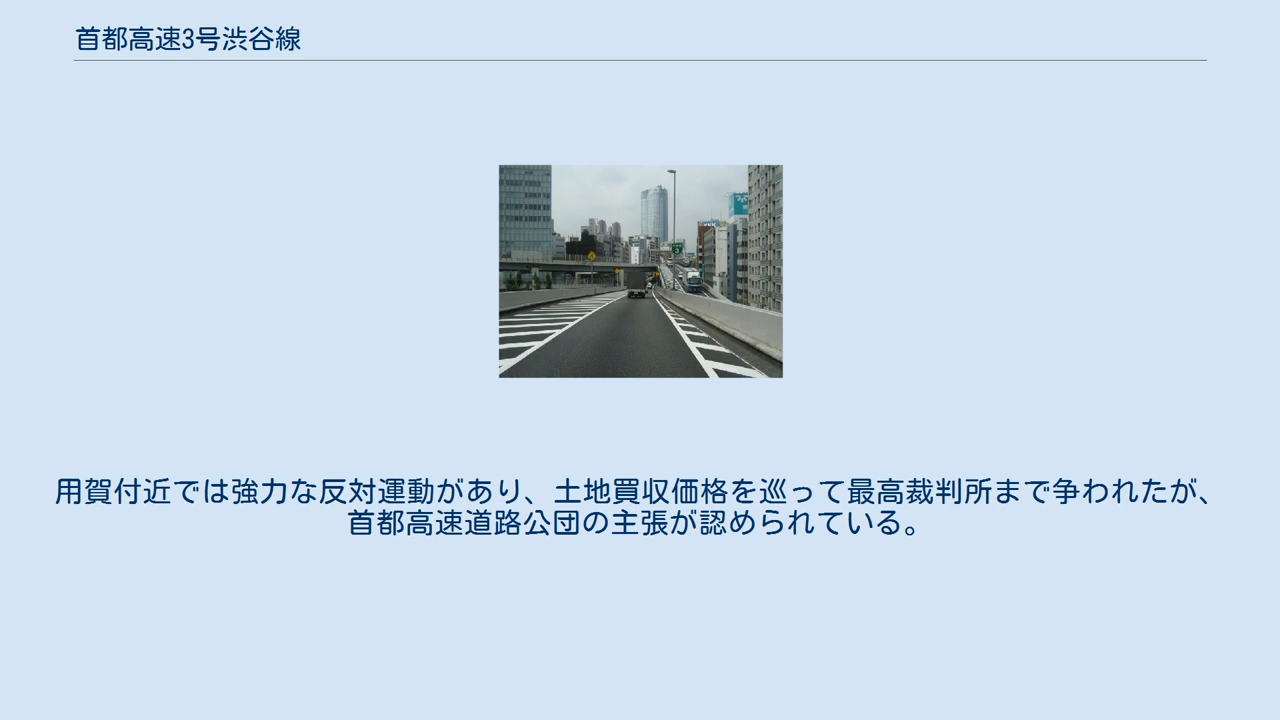 首都高速3号渋谷線
用賀付近では強力な反対運動があり、土地買収価格を巡って最高裁判所まで争われたが、
首都高速道路公団の主張が認められている。